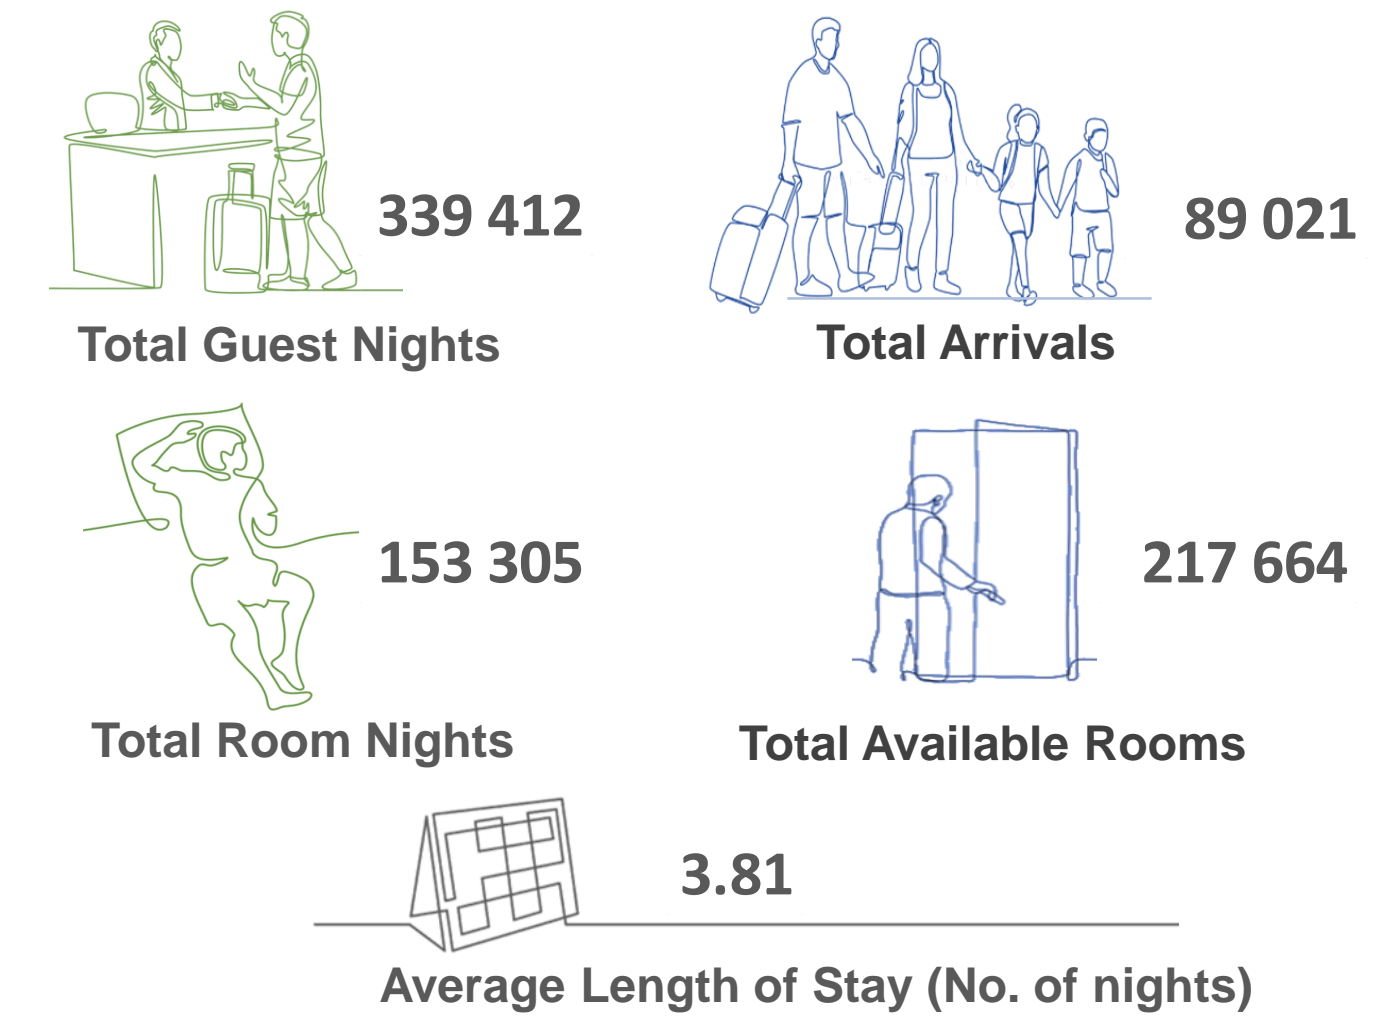 339 412
Total Guest Nights
89 021
Total Arrivals
153 305
Total Room Nights
217 664
Total Available Rooms
3.81
Average Length of Stay (No. of nights)